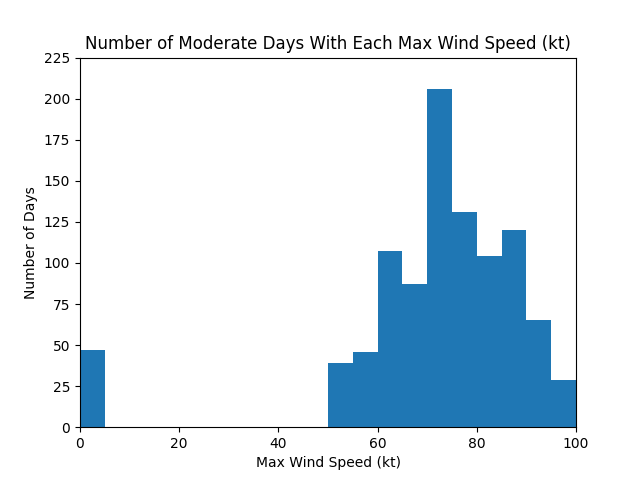 Number of Moderate Days With Each Max Wind Speed (kt)
225
200
175
150
125
100
75
50
25
0
Number of Days
0 20 40 60 80 100
Max Wind Speed (kt)